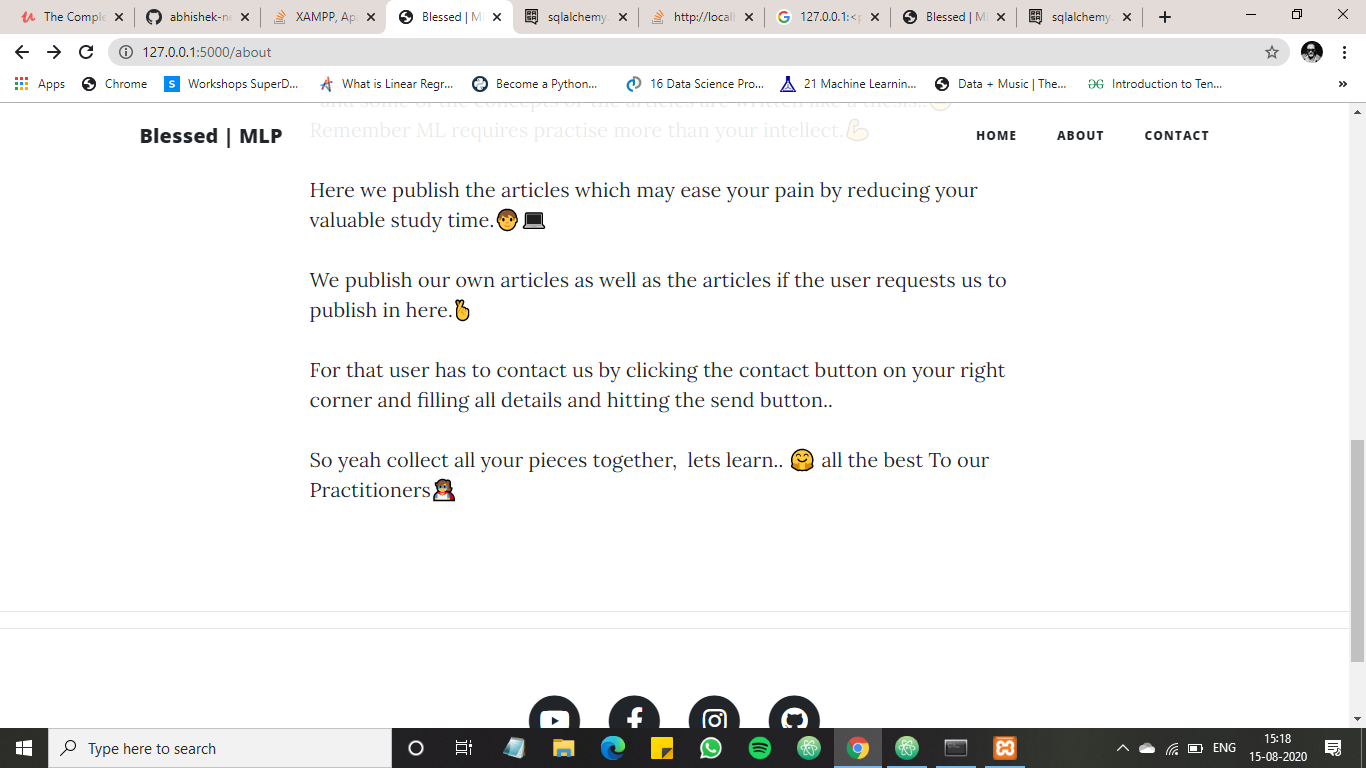 The Comple
abhishek-ne
XAMPP, Ap
Blessed | M
sqlalchemy.
http://local
127.0.0.1:<p
Blessed | M
sqlalchemy.
127.0.0.1:5000/about
Apps
Chrome
Workshops SuperD...
What is Linear Regr...
Become a Python...
16 Data Science Pro...
21 Machine Learnin...
Data + Music | The...
Introduction to Ten...
»
and some of the concepts of the articles are written like a thesis..
Blessed | MLP
Remember ML requires practise more than your intellect.💪
HOME ABOUT CONTACT
Here we publish the articles which may ease your pain by reducing your
valuable study time.🧑💻
We publish our own articles as well as the articles if the user requests us to
publish in here.
For that user has to contact us by clicking the contact button on your right
corner and filling all details and hitting the send button..
So yeah collect all your pieces together, lets learn.. 🤗 all the best To our
Practitioners
Type here to search
ENG
15:18
15-08-2020